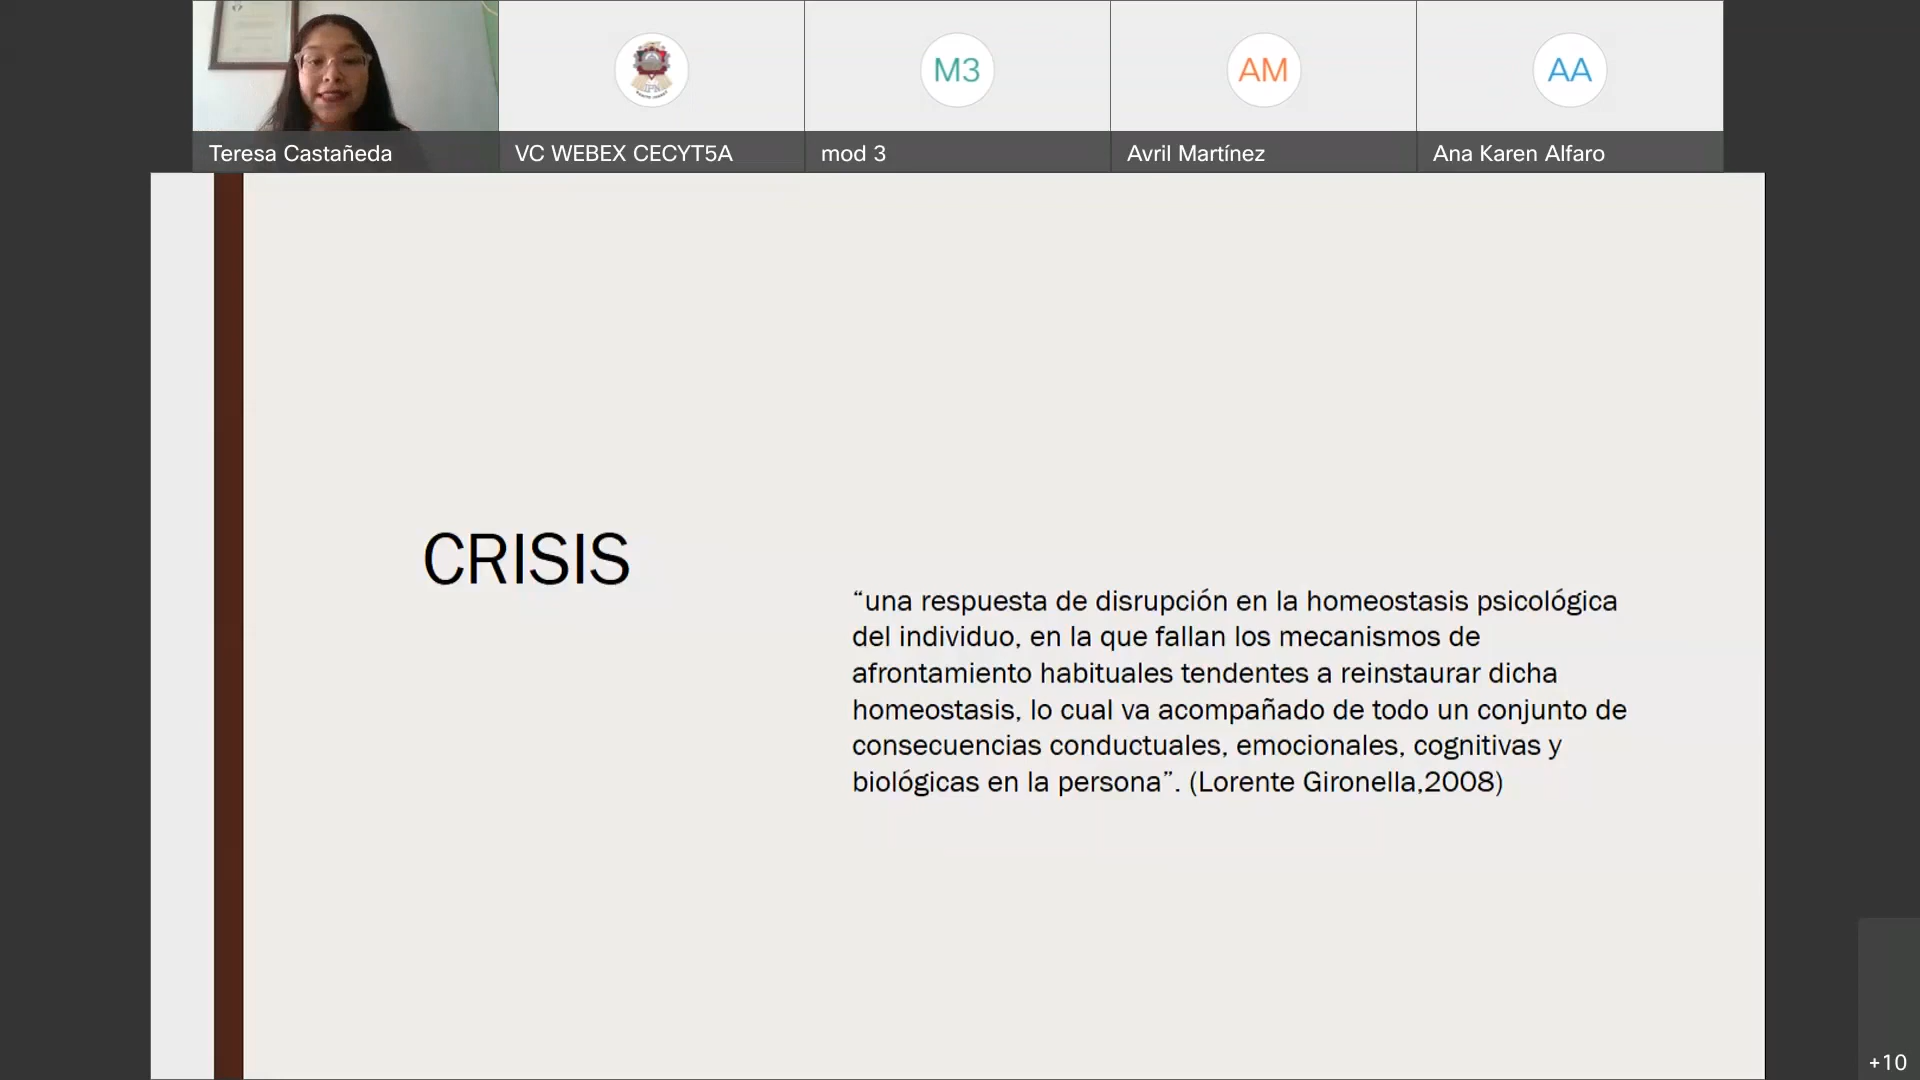 M3
AM
AA
Teresa Castañeda
VC WEBEX CECYT5A
mod 3
Avril Martínez
Ana Karen Alfaro
CRISIS
“una respuesta de disrupción en la homeostasis psicológica
del individuo, en la que fallan los mecanismos de
afrontamiento habituales tendentes a reinstaurar dicha
homeostasis, lo cual va acompañado de todo un conjunto de
consecuencias conductuales, emocionales, cognitivas y
biológicas en la persona”. (Lorente Gironella,2008)
+10